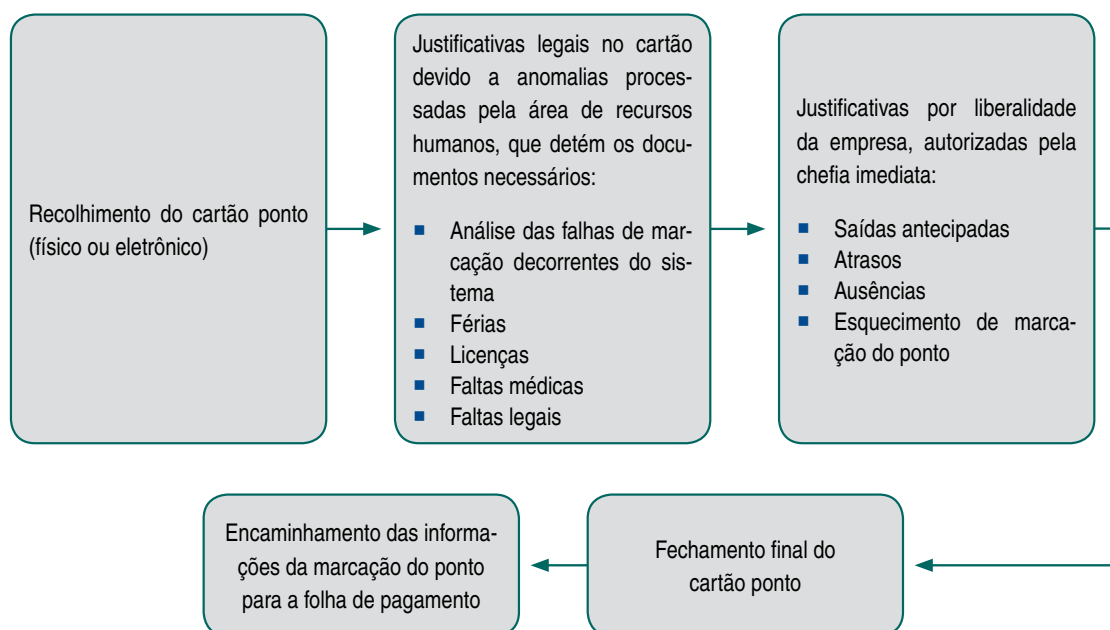 Recolhimento do cartão ponto
(físico ou eletrônico)
Justificativas legais no cartão
devido a anomalias proces-
sadas pela área de recursos
humanos, que detém os docu-
mentos necessários:
■ Análise das falhas de mar-
cação decorrentes do sis-
tema
■ Férias
■ Licenças
■ Faltas médicas
■ Faltas legais
Justificativas por liberalidade
da empresa, autorizadas pela
chefia imediata:
■ Saídas antecipadas
■ Atrasos
■ Ausências
■ Esquecimento de marca-
ção do ponto
Fechamento final do
cartão ponto
Encaminhamento das informa-
ções da marcação do ponto
para a folha de pagamento